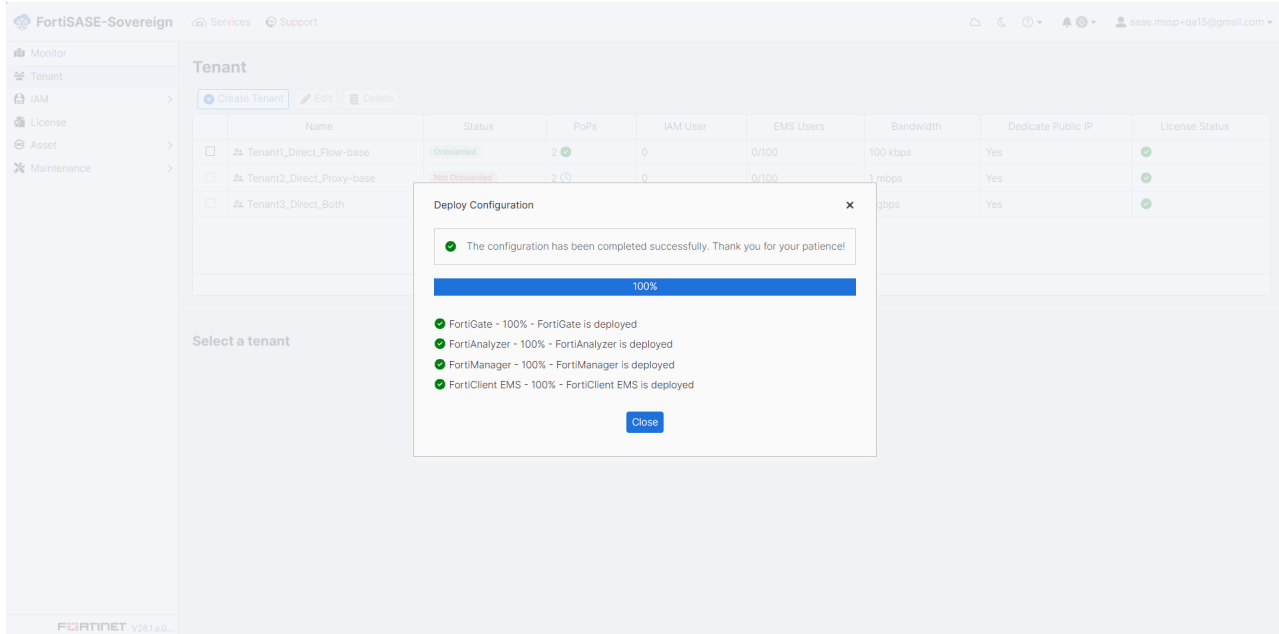 FortiSASE-Sovereign Services Support sase.mssp+qa15@gmail.com
Monitor
Tenant
IAM
License
Asset
Maintenance
Tenant
Create Tenant Edit Delete
Name Status PoPs IAM User EMS Users Bandwidth Dedicate Public IP License Status
Tenant1_Direct_Flow-base Onboarded 2 0 0/100 100 kbps Yes
Tenant2_Direct_Proxy-base Not Onboarded 2 0 0/100 1 mbps Yes
Tenant3_Direct_Both gbps Yes
Deploy Configuration
The configuration has been completed successfully. Thank you for your patience!
100%
FortiGate - 100% - FortiGate is deployed
FortiAnalyzer - 100% - FortiAnalyzer is deployed
FortiManager - 100% - FortiManager is deployed
FortiClient EMS - 100% - FortiClient EMS is deployed
Close
Select a tenant
FORTINET